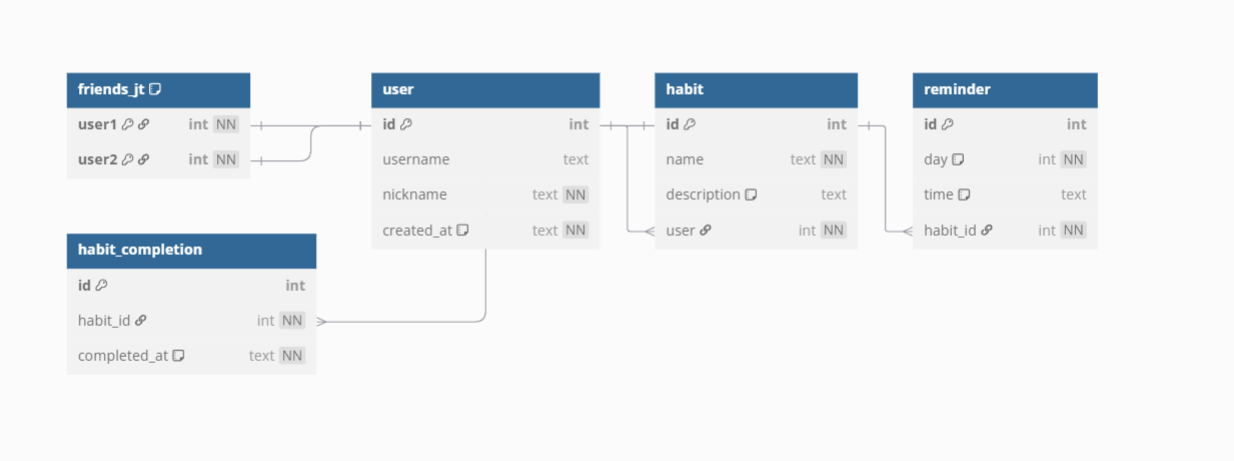 friends_jt
user1 int NN
user2 int NN
user
id int
username text
nickname text NN
created_at text NN
habit
id int
name text NN
description text
user int NN
reminder
id int
day int NN
time text
habit_id int NN
habit_completion
id int
habit_id int NN
completed_at text NN